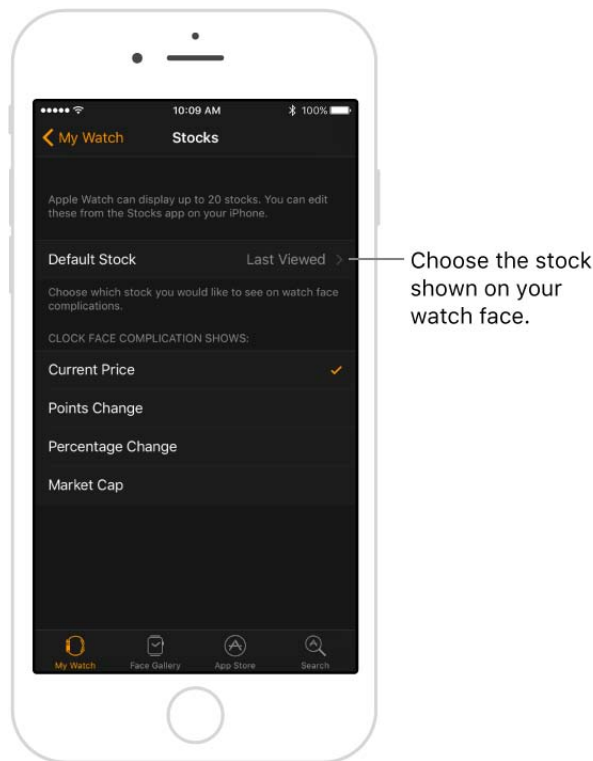 10:09 AM 100%
My Watch Stocks
Apple Watch can display up to 20 stocks. You can edit
these from the Stocks app on your iPhone.
Default Stock Last Viewed
Choose the stock
shown on your
watch face.
Choose which stock you would like to see on watch face
complications.
CLOCK FACE COMPLICATION SHOWS:
Current Price
Points Change
Percentage Change
Market Cap
My Watch Face Gallery App Store Search